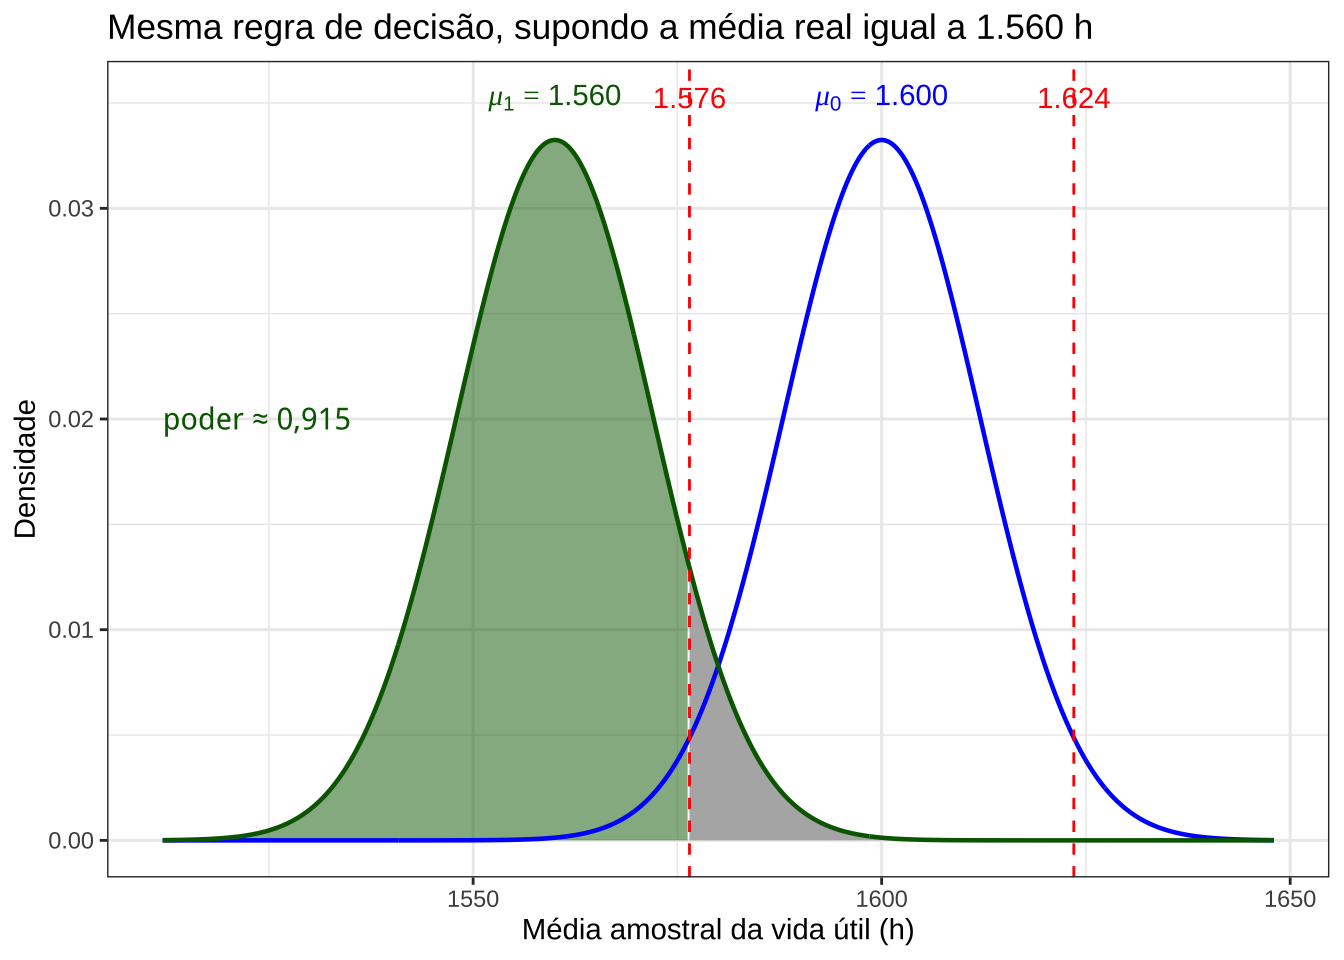 Mesma regra de decisão, supondo a média real igual a 1.560 h
μ1 = 1.560
1.576
μ0 = 1.600
1.624
0.03
0.02
0.01
0.00
poder ≈ 0,915
Densidade
1550
1600
1650
Média amostral da vida útil (h)